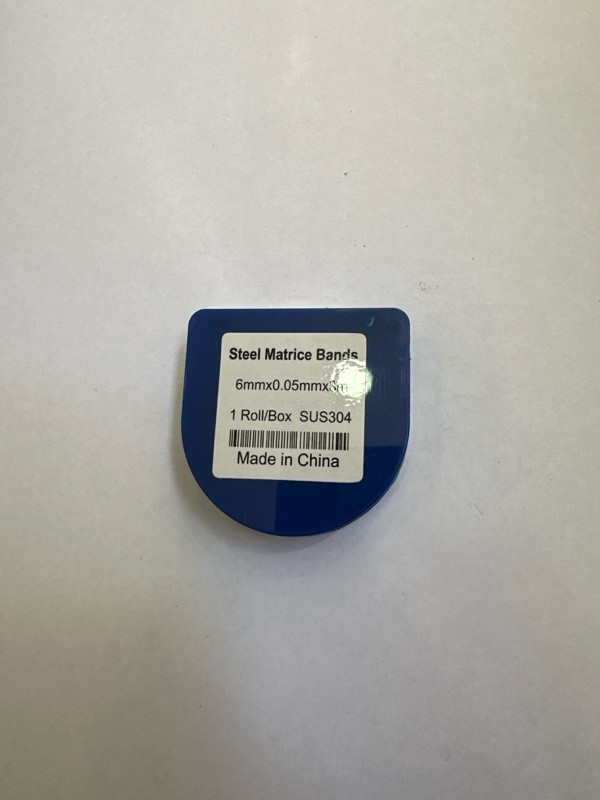 Steel Matrice Bands
6mmx0.05mmx3m
1 Roll/Box SUS304
Made in China